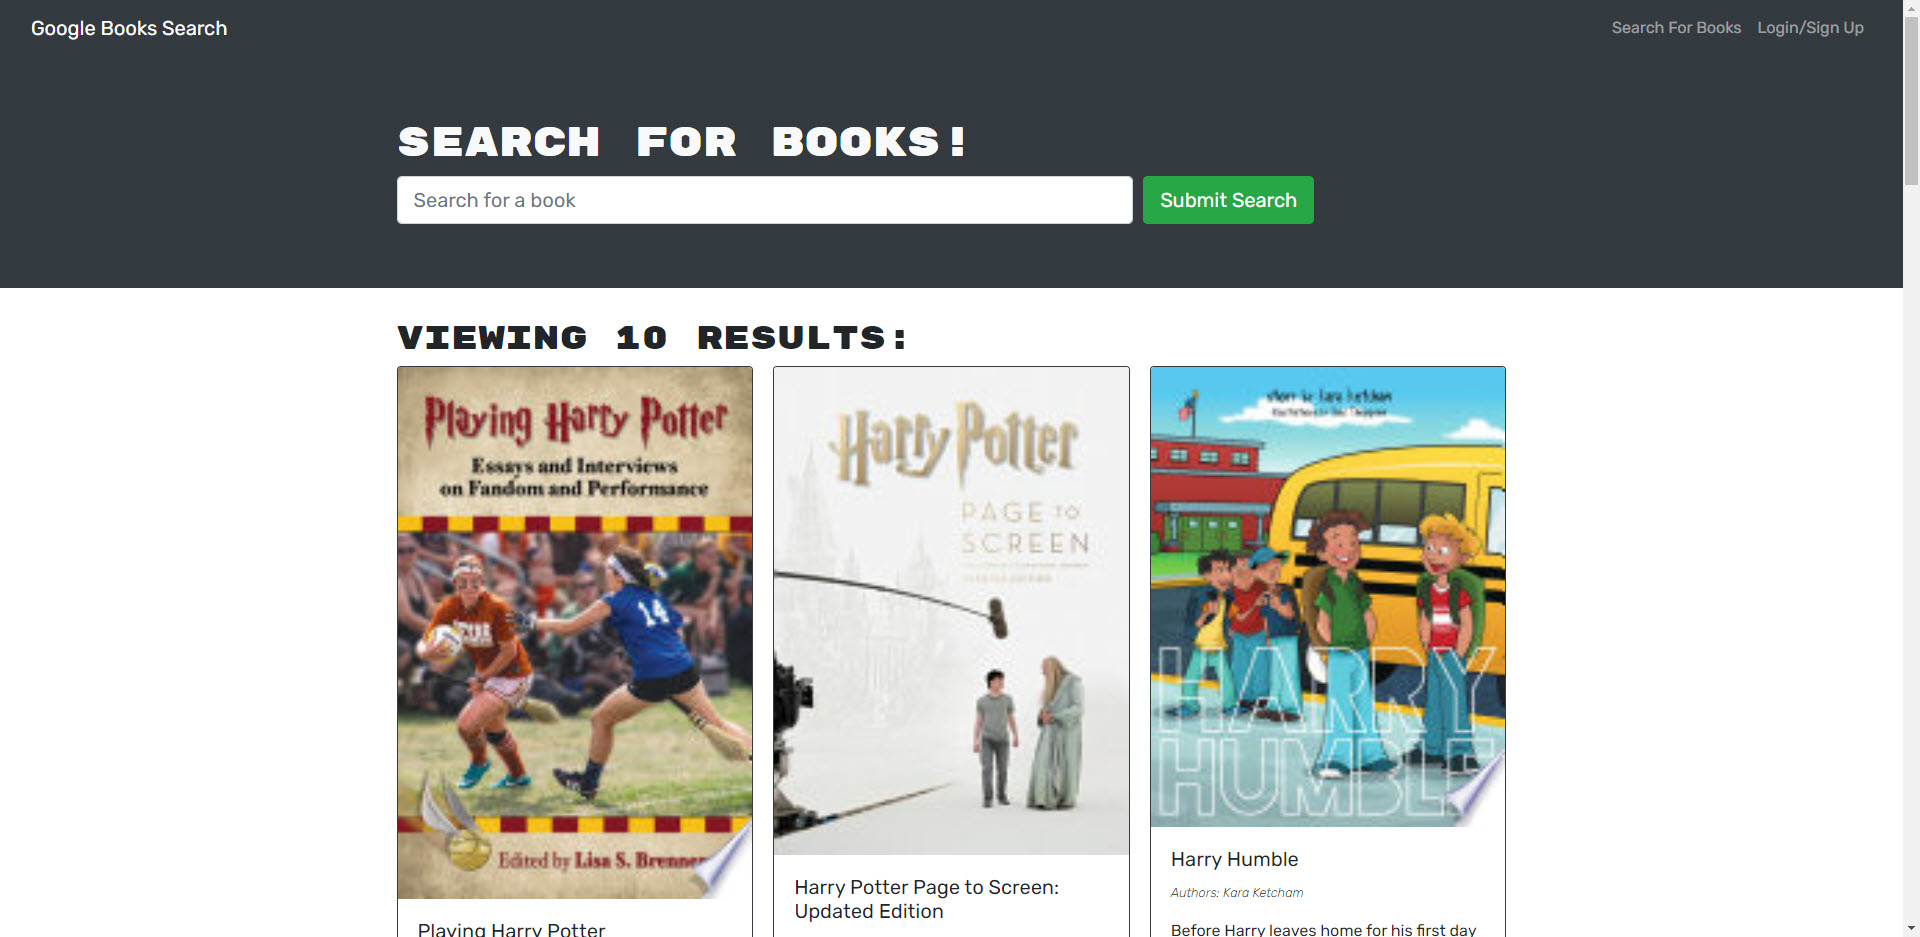 Google Books Search
Search For Books
Login/Sign Up
SEARCH FOR BOOKS!
Search for a book
Submit Search
VIEWING 10 RESULTS:
Playing Harry Potter
Essays and Interviews
on Fandom and Performance
TEXAS
14
Edited by Lisa S. Brenner
Playing Harry Potter
Harry Potter
PAGE TO
SCREEN
Harry Potter Page to Screen:
Updated Edition
story by Kara Ketcham
HARRY
HUMBLE
Harry Humble
Authors: Kara Ketcham
Before Harry leaves home for his first day